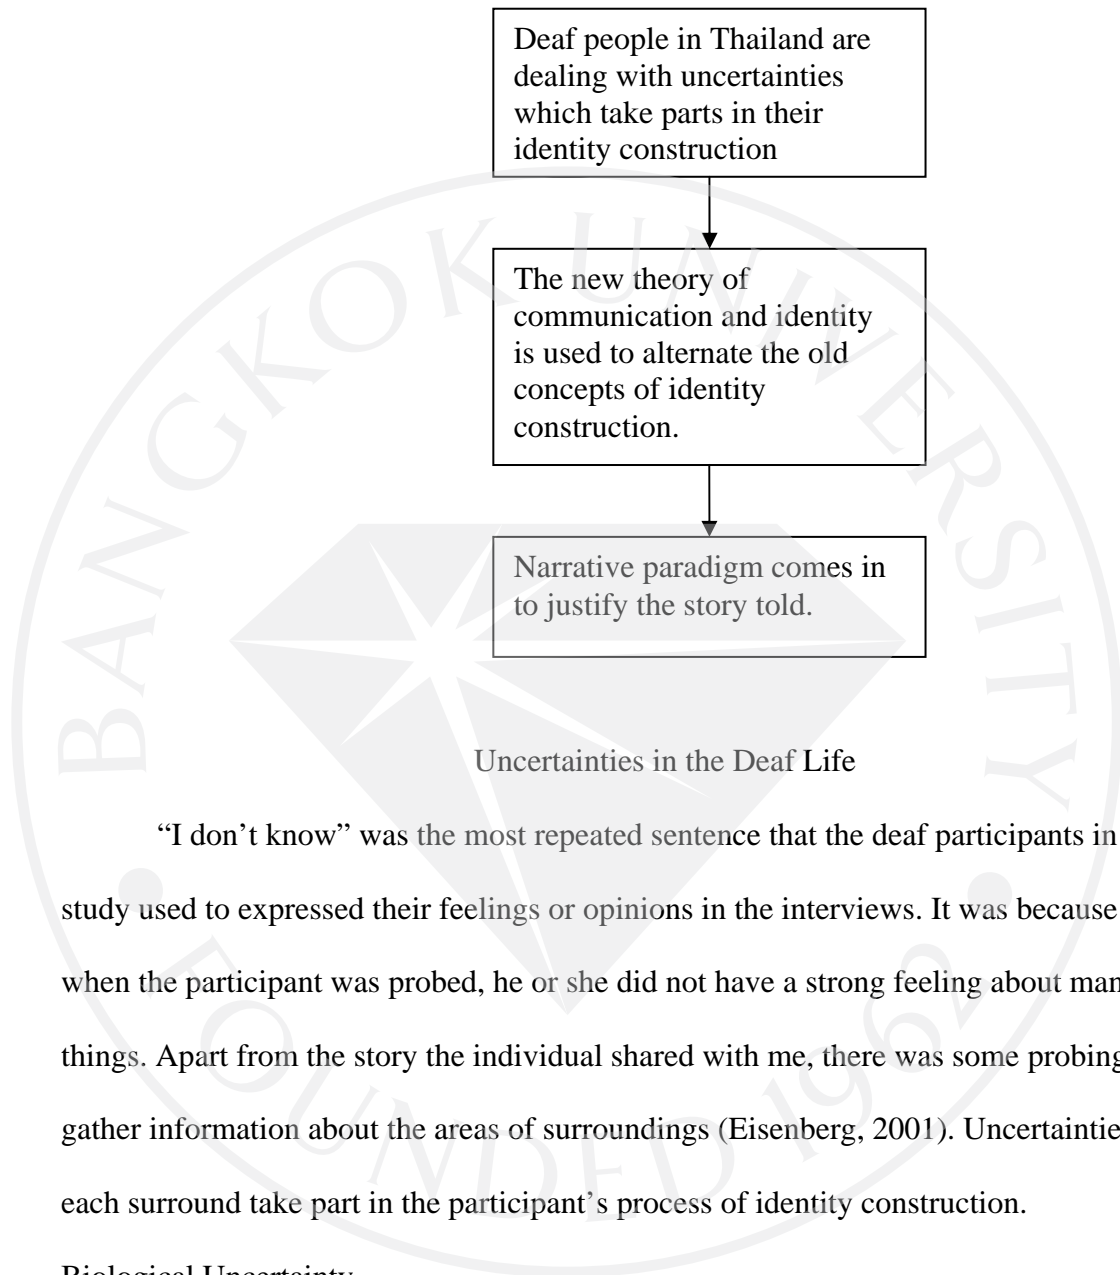 Deaf people in Thailand are
dealing with uncertainties
which take parts in their
identity construction
The new theory of
communication and identity
is used to alternate the old
concepts of identity
construction.
Narrative paradigm comes in
to justify the story told.
Uncertainties in the Deaf Life
“I don’t know” was the most repeated sentence that the deaf participants in
study used to expressed their feelings or opinions in the interviews. It was because
when the participant was probed, he or she did not have a strong feeling about man
things. Apart from the story the individual shared with me, there was some probing
gather information about the areas of surroundings (Eisenberg, 2001). Uncertaintie
each surround take part in the participant’s process of identity construction.
Biological Uncertainty
BANGKOK UNIVERSITY
FOUNDED 1962